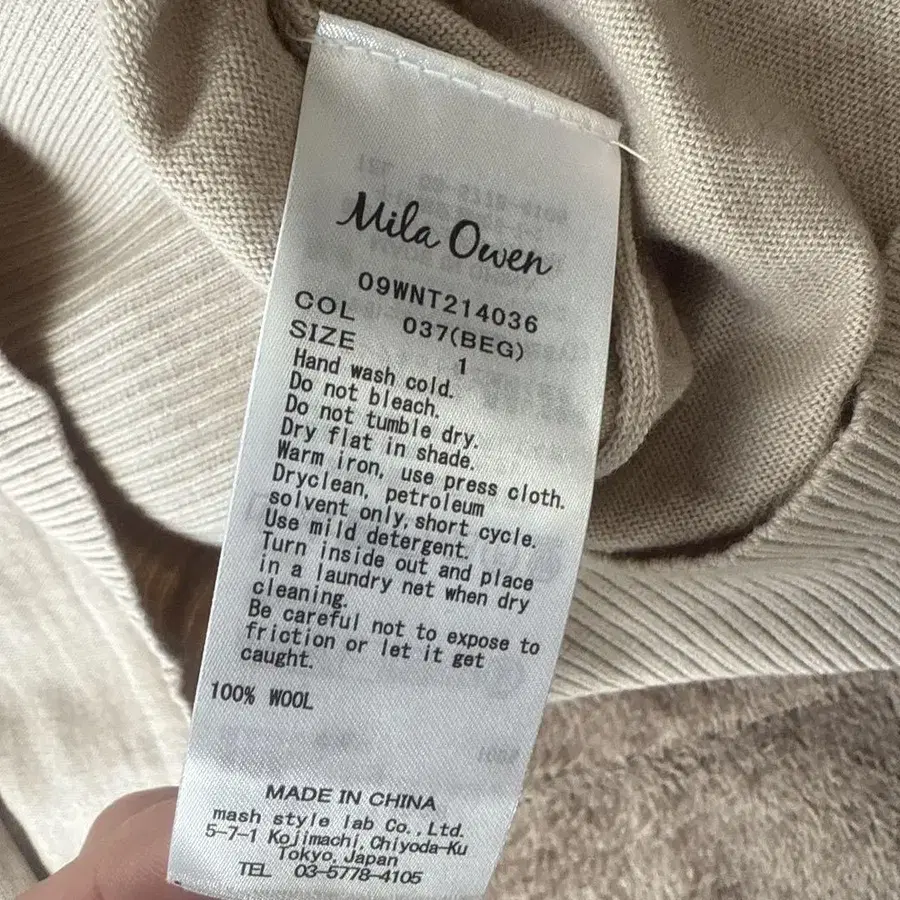 Mila Owen
09WNT214036
COL 037(BEG)
SIZE 1
Hand wash cold.
Do not bleach.
Do not tumble dry.
Dry flat in shade.
Warm iron, use press cloth.
Dryclean, petroleum
solvent only,short cycle.
Use mild detergent.
Turn inside out and place
in a laundry net when dry
cleaning.
Be careful not to expose to
friction or let it get
caught.
100% WOOL
MADE IN CHINA
mash style lab Co.,Ltd.
5-7-1 Kojimachi,Chiyoda-Ku
Tokyo,Japan
TEL 03-5778-4105